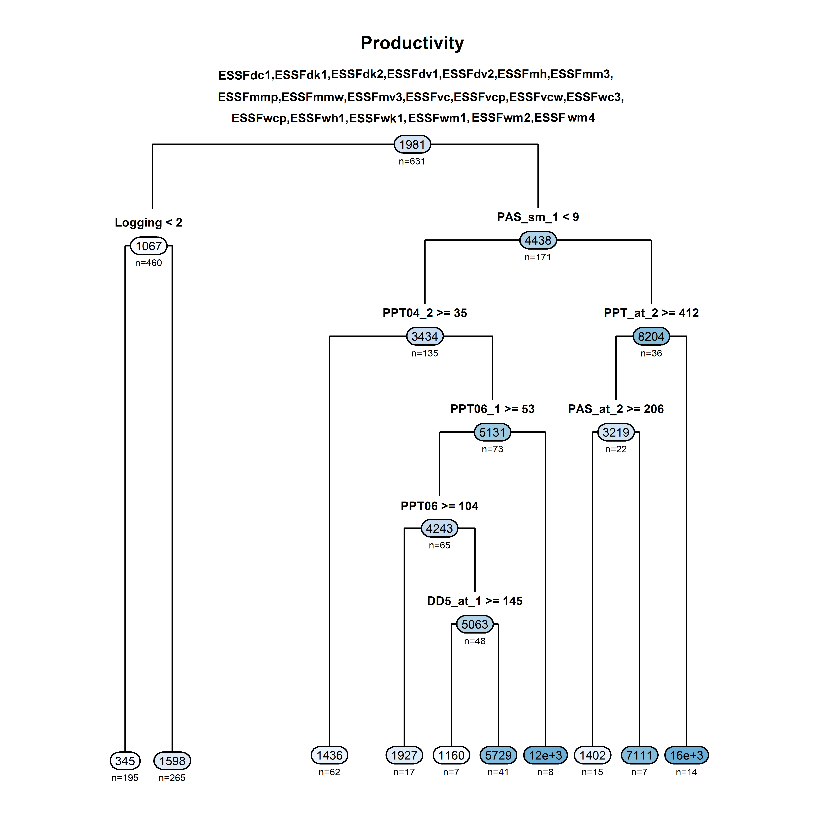 Productivity
ESSFdc1,ESSFdk1,ESSFdk2,ESSFdv1,ESSFdv2,ESSFmh,ESSFmm3,
ESSFmmp,ESSFmmw,ESSFmv3,ESSFvc,ESSFvcp,ESSFvcw,ESSFwc3,
ESSFwcp,ESSFwh1,ESSFwk1,ESSFwm1,ESSFwm2,ESSFwm4
1981
n=631
Logging < 2
PAS_sm_1 < 9
1067
4438
n=460
n=171
PPT04_2 >= 35
PPT_at_2 >= 412
3434
8204
n=135
n=36
PPT06_1 >= 53
PAS_at_2 >= 206
5131
3219
n=73
n=22
PPT06 >= 104
4243
n=65
DD5_at_1 >= 145
5063
n=48
345
1598
1436
1927
1160
5729
12e+3
1402
7111
16e+3
n=195
n=265
n=62
n=17
n=7
n=41
n=8
n=15
n=7
n=14